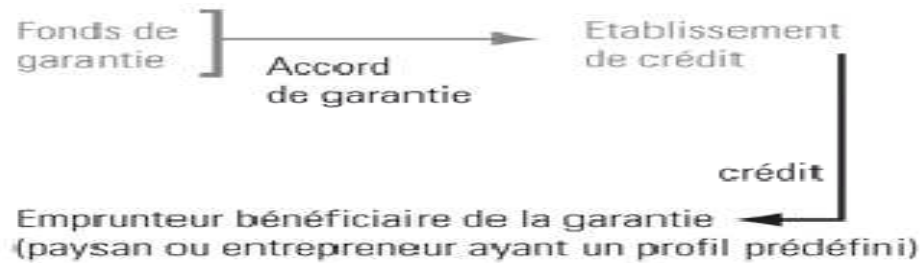 Fonds de
garantie
Accord
de garantie
Etablissement
de crédit
crédit
Emprunteur bénéficiaire de la garantie
(paysan ou entrepreneur ayant un profil prédéfini)